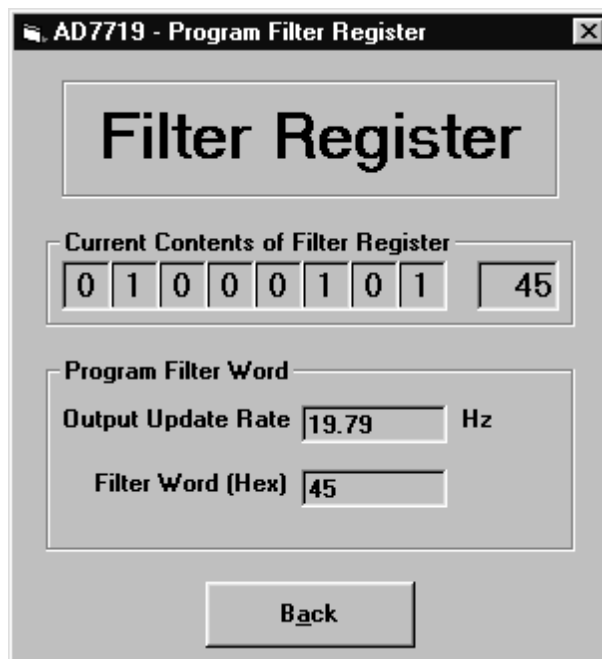 AD7719 - Program Filter Register
Filter Register
Current Contents of Filter Register
0 1 0 0 0 1 0 1 45
Program Filter Word
Output Update Rate 19.79 Hz
Filter Word (Hex) 45
Back